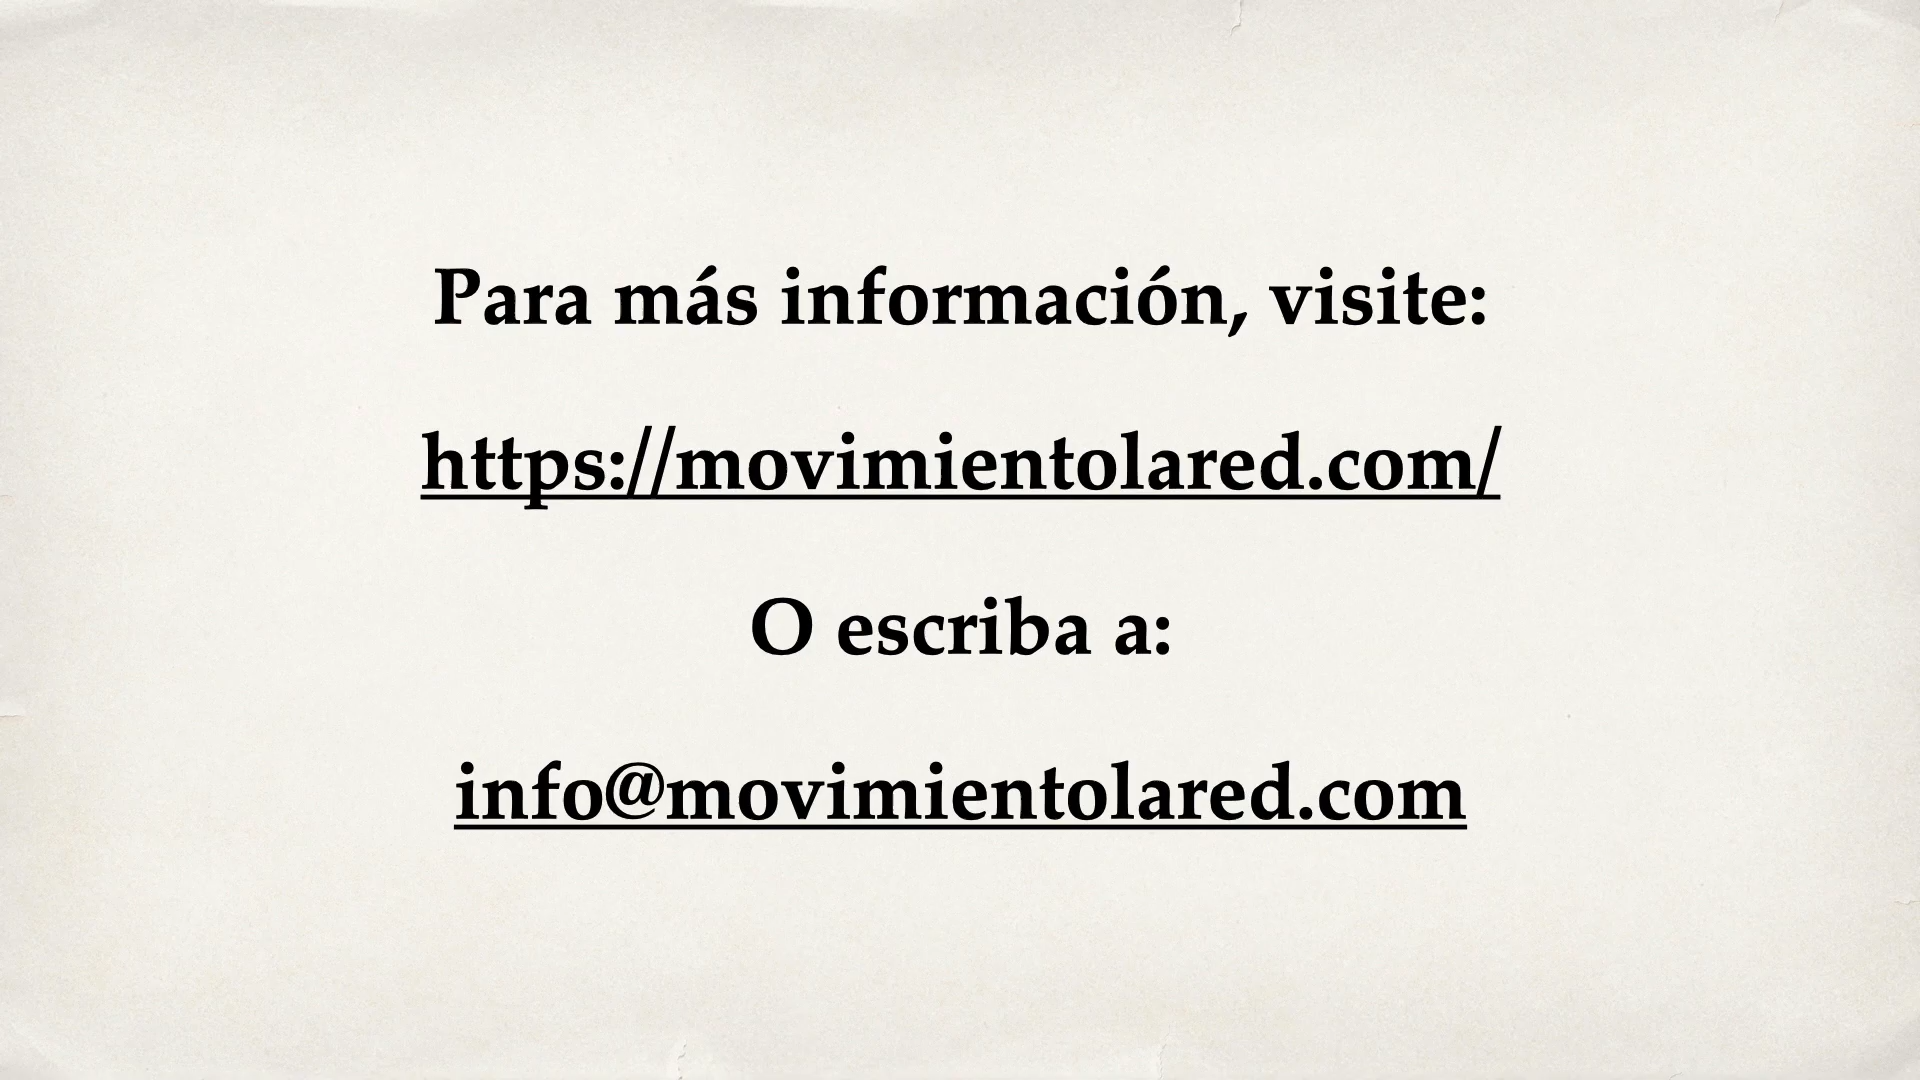 Para más información, visite:
https://movimientolared.com/
O escriba a:
info@movimientolared.com